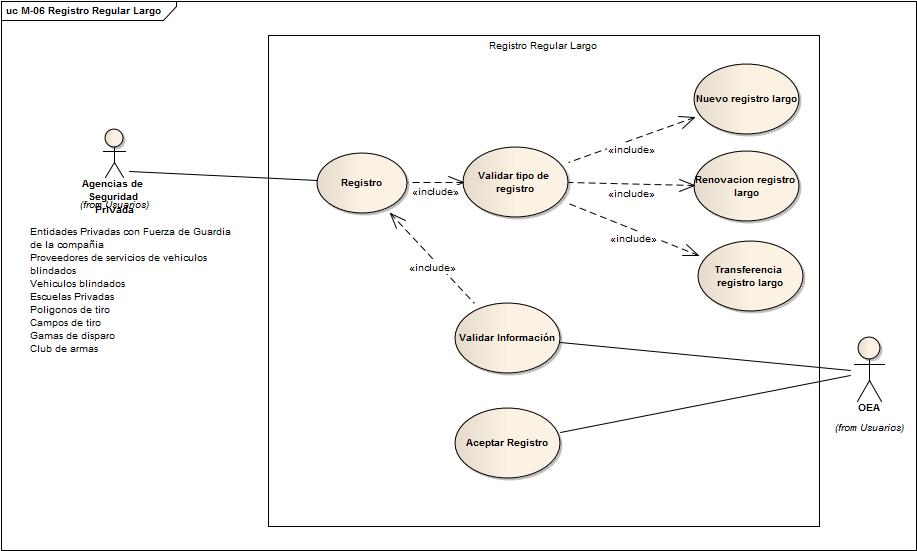 uc M-06 Registro Regular Largo
Registro Regular Largo
Nuevo registro largo
Agencias de
Seguridad
Privada
(from Usuarios)
Registro
«include»
Validar tipo de
registro
«include»
«include»
Renovacion registro
largo
«include»
Transferencia
registro largo
Entidades Privadas con Fuerza de Guardia
de la compañia
Proveedores de servicios de vehiculos
blindados
Vehiculos blindados
Escuelas Privadas
Poligonos de tiro
Campos de tiro
Gamas de disparo
Club de armas
«include»
Validar Información
Aceptar Registro
OEA
(from Usuarios)